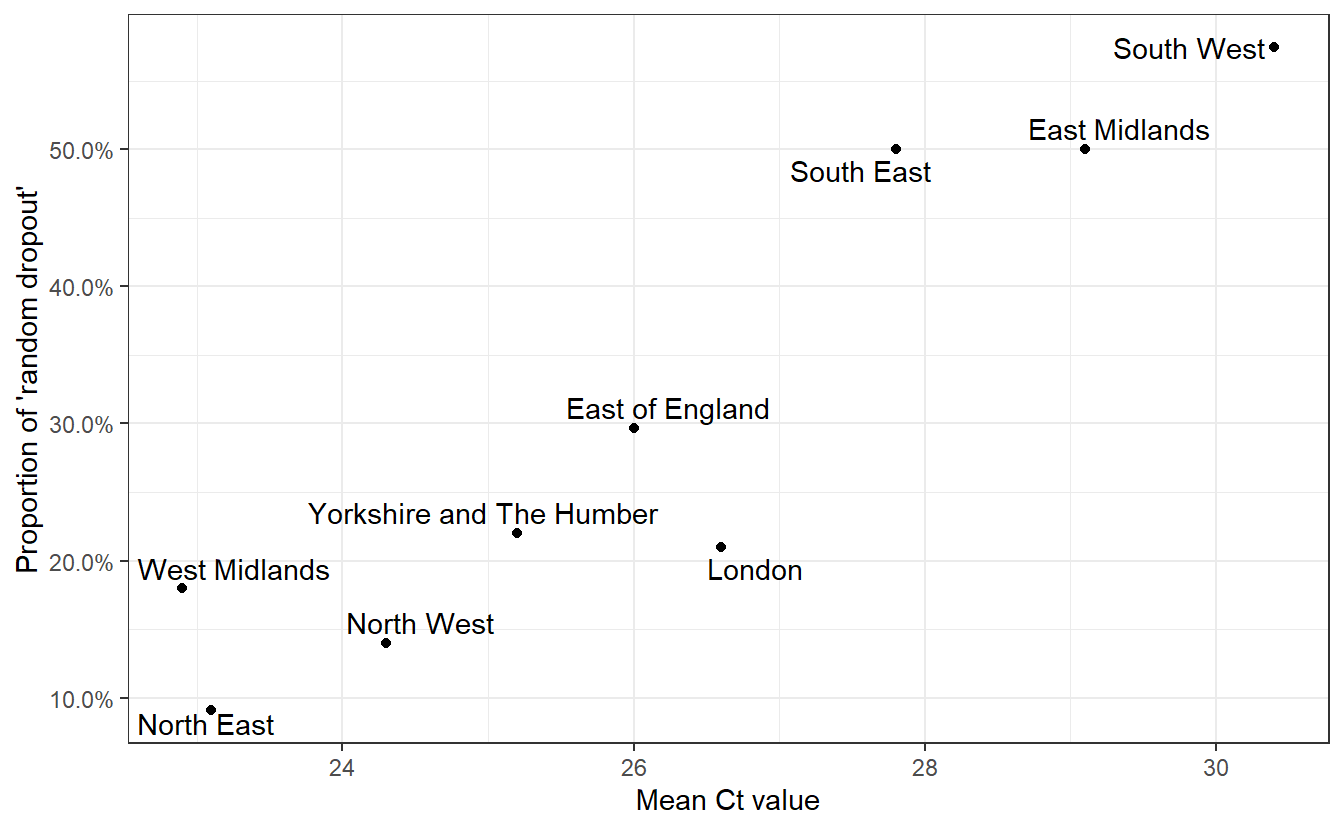 South West
East Midlands
South East
East of England
Yorkshire and The Humber
London
West Midlands
North West
North East
Proportion of 'random dropout'
50.0%
40.0%
30.0%
20.0%
10.0%
24
26
28
30
Mean Ct value